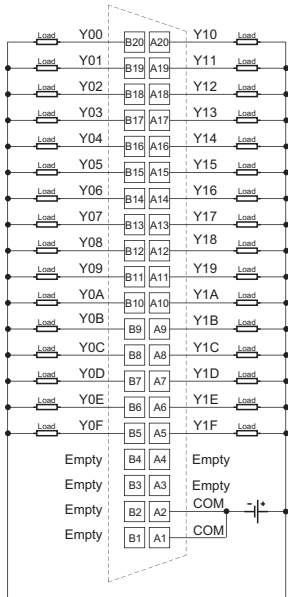 Load Y00 B20 A20 Y10 Load
Load Y01 B19 A19 Y11 Load
Load Y02 B18 A18 Y12 Load
Load Y03 B17 A17 Y13 Load
Load Y04 B16 A16 Y14 Load
Load Y05 B15 A15 Y15 Load
Load Y06 B14 A14 Y16 Load
Load Y07 B13 A13 Y17 Load
Load Y08 B12 A12 Y18 Load
Load Y09 B11 A11 Y19 Load
Load Y0A B10 A10 Y1A Load
Load Y0B B9 A9 Y1B Load
Load Y0C B8 A8 Y1C Load
Load Y0D B7 A7 Y1D Load
Load Y0E B6 A6 Y1E Load
Load Y0F B5 A5 Y1F Load
Empty B4 A4 Empty
Empty B3 A3 Empty
Empty B2 A2 COM - +
Empty B1 A1 COM